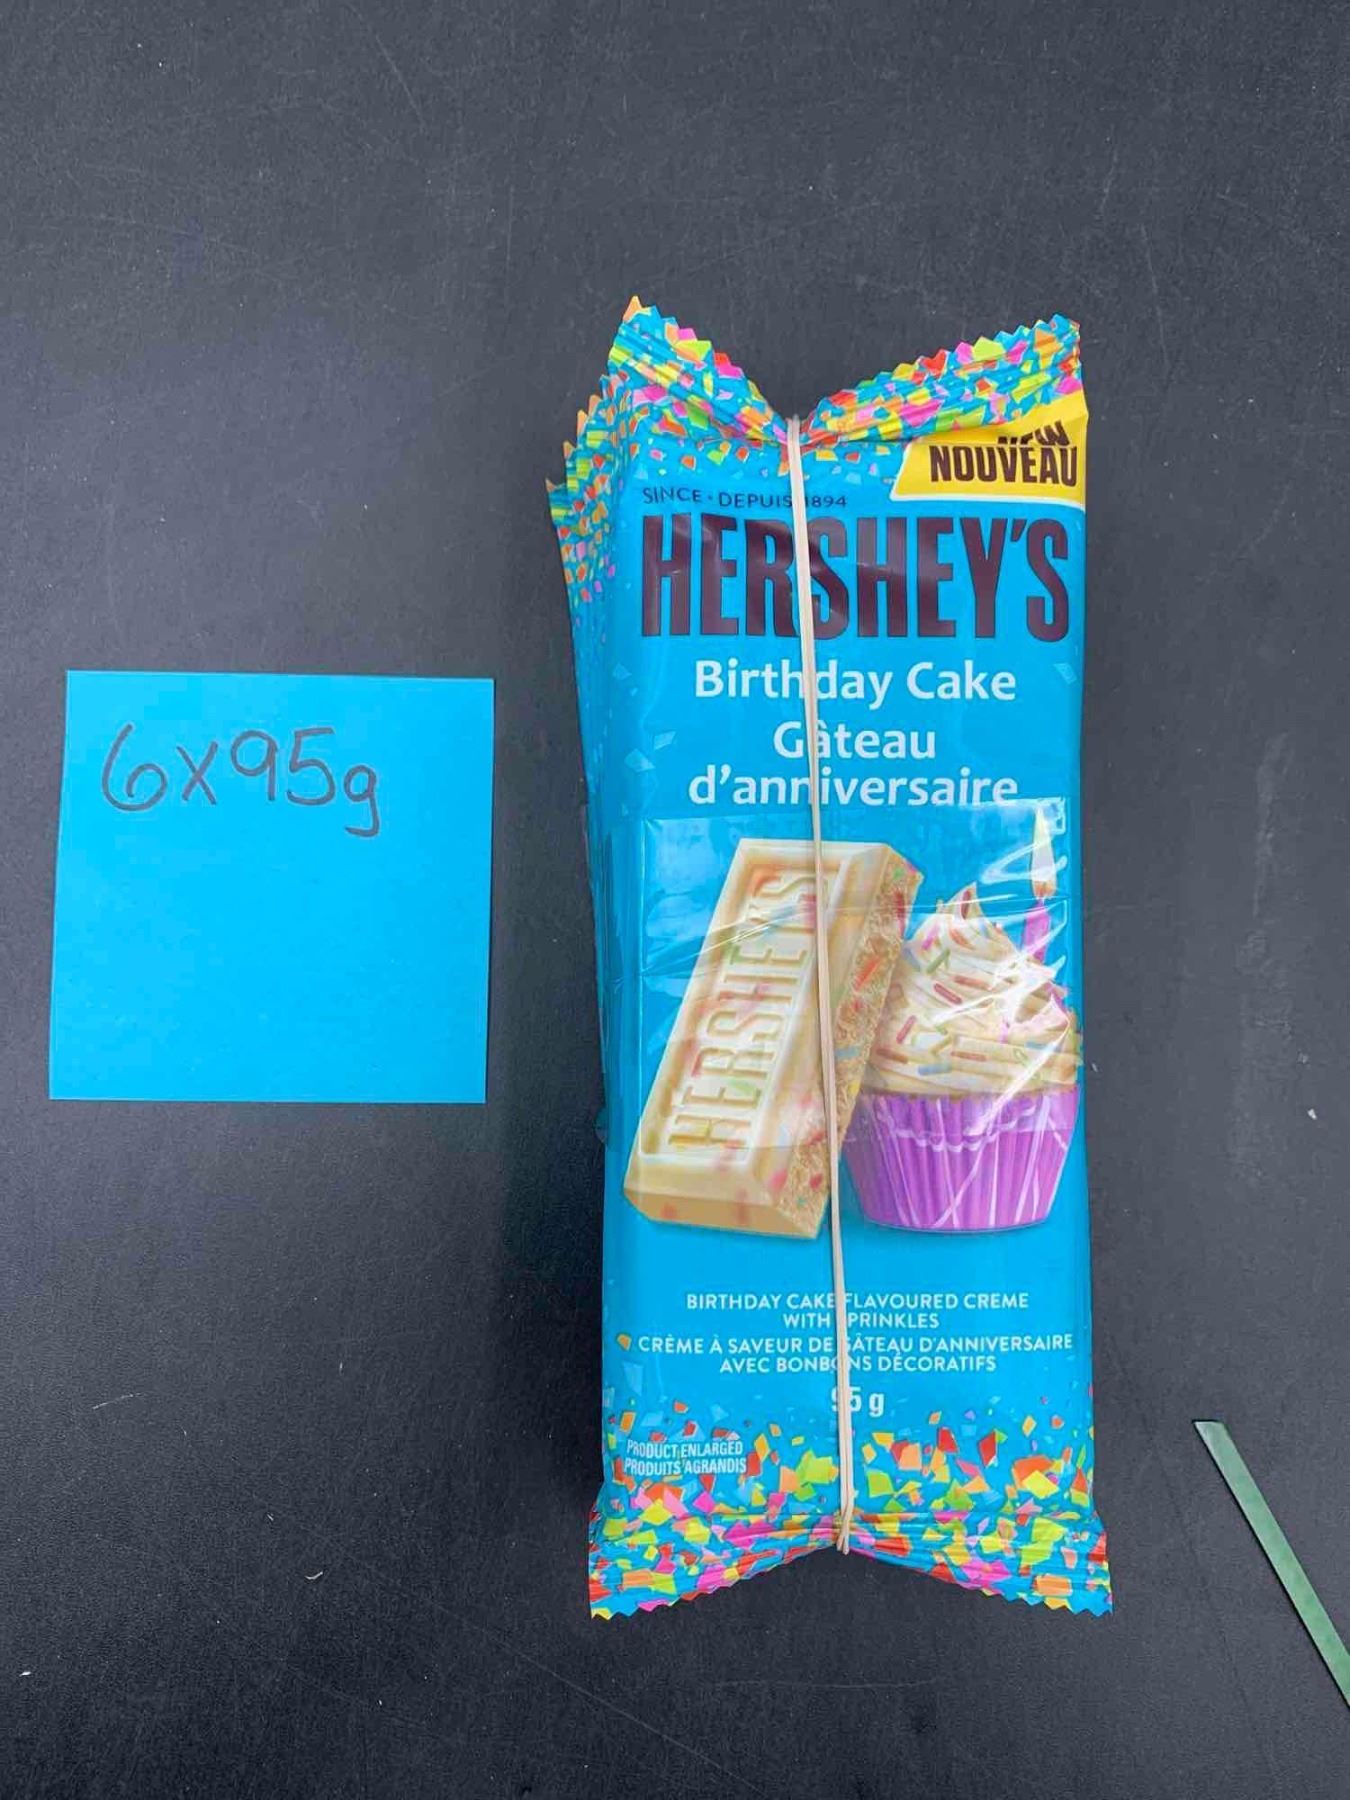 6x95g
NEW
NOUVEAU
SINCE • DEPUIS 1894
HERSHEY'S
Birthday Cake
Gâteau
d'anniversaire
HERSHEY'S
BIRTHDAY CAKE FLAVOURED CREME
WITH SPRINKLES
CRÈME À SAVEUR DE GÂTEAU D'ANNIVERSAIRE
AVEC BONBONS DÉCORATIFS
95 g
PRODUCT ENLARGED
PRODUITS AGRANDIS